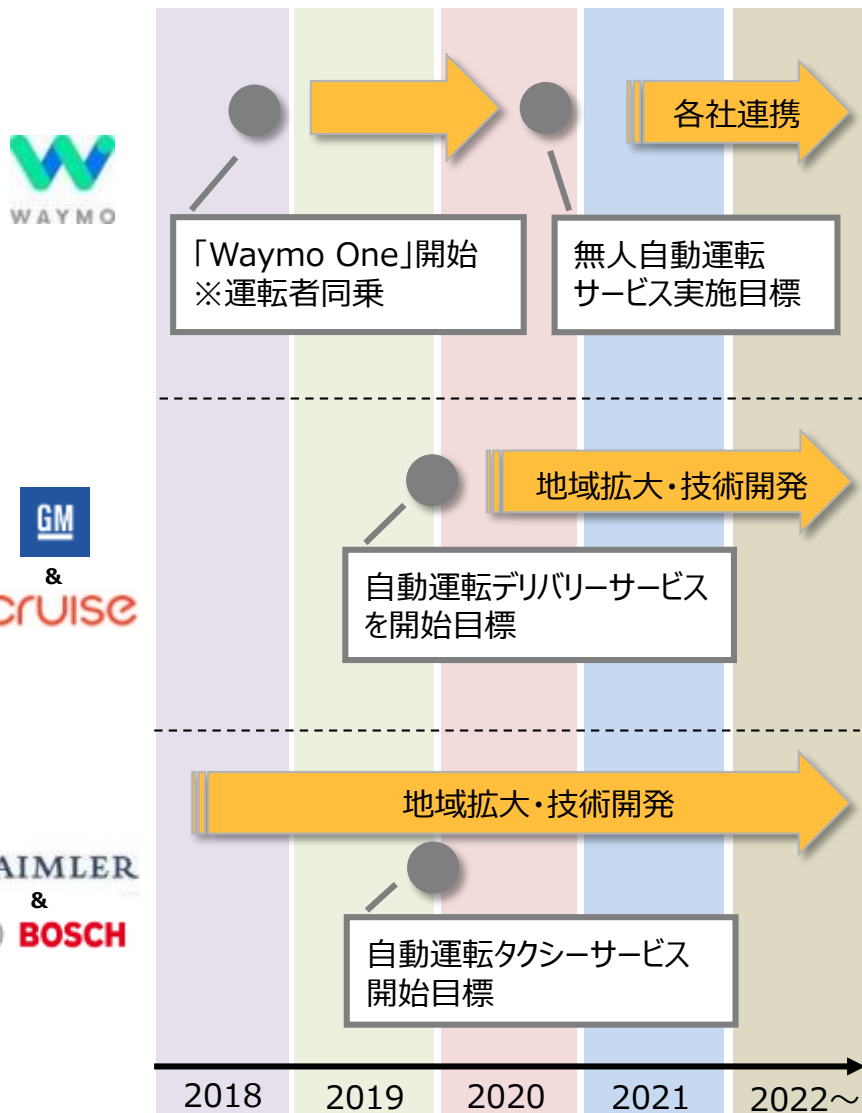 各社連携
WAYMO
「Waymo One」開始
※運転者同乗
無人自動運転
サービス実施目標
地域拡大・技術開発
GM
&
cruise
自動運転デリバリーサービス
を開始目標
地域拡大・技術開発
AIMLER
&
BOSCH
自動運転タクシーサービス
開始目標
2018 2019 2020 2021 2022～